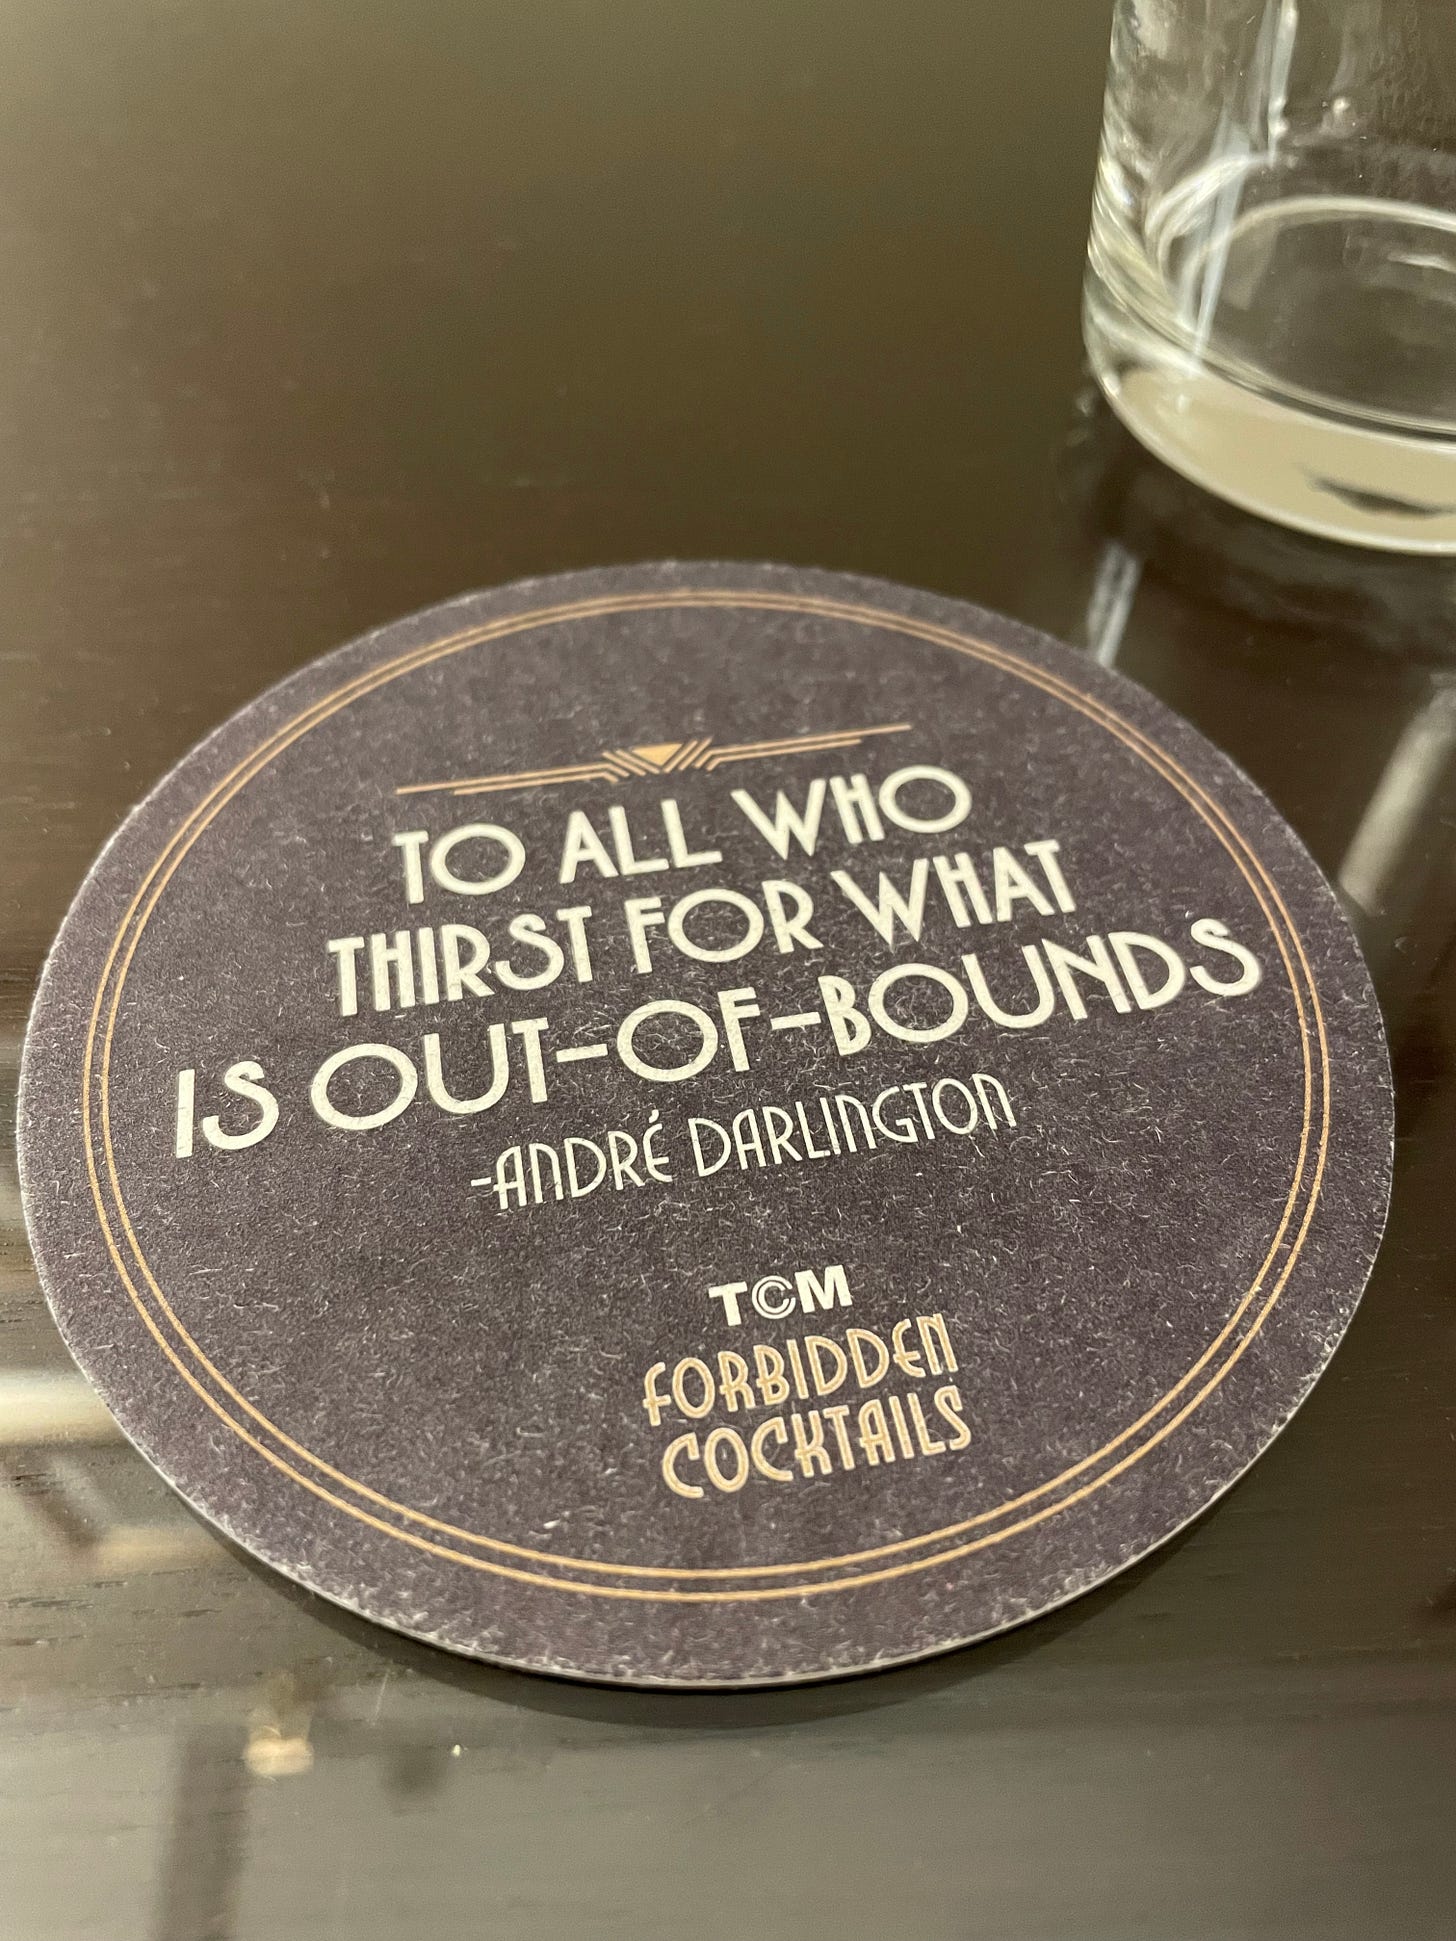 TO ALL WHO
THIRST FOR WHAT
IS OUT-OF-BOUNDS
-ANDRÉ DARLINGTON
TCM
FORBIDDEN
COCKTAILS